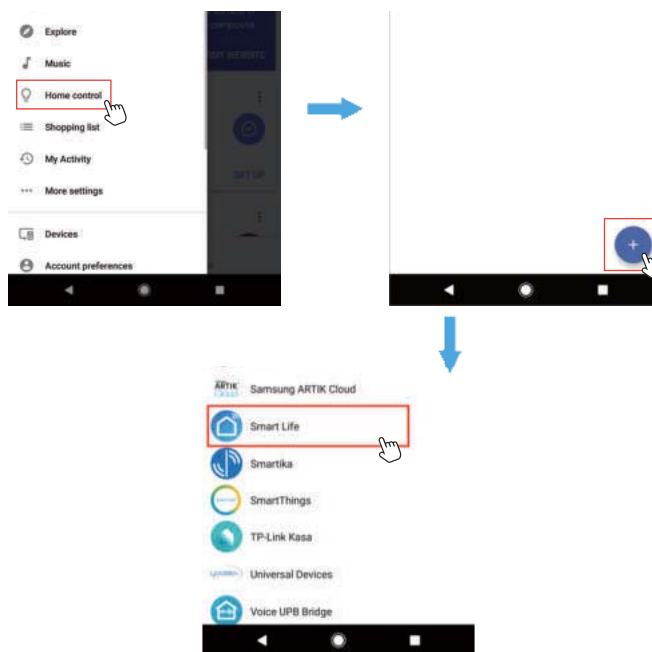 Explore
Music
Home control
Shopping list
My Activity
More settings
Devices
Account preferences
SET UP
+
ARTIK
Samsung ARTIK Cloud
Smart Life
Smartika
SmartThings
TP-Link Kasa
Universal Devices
Voice UPB Bridge